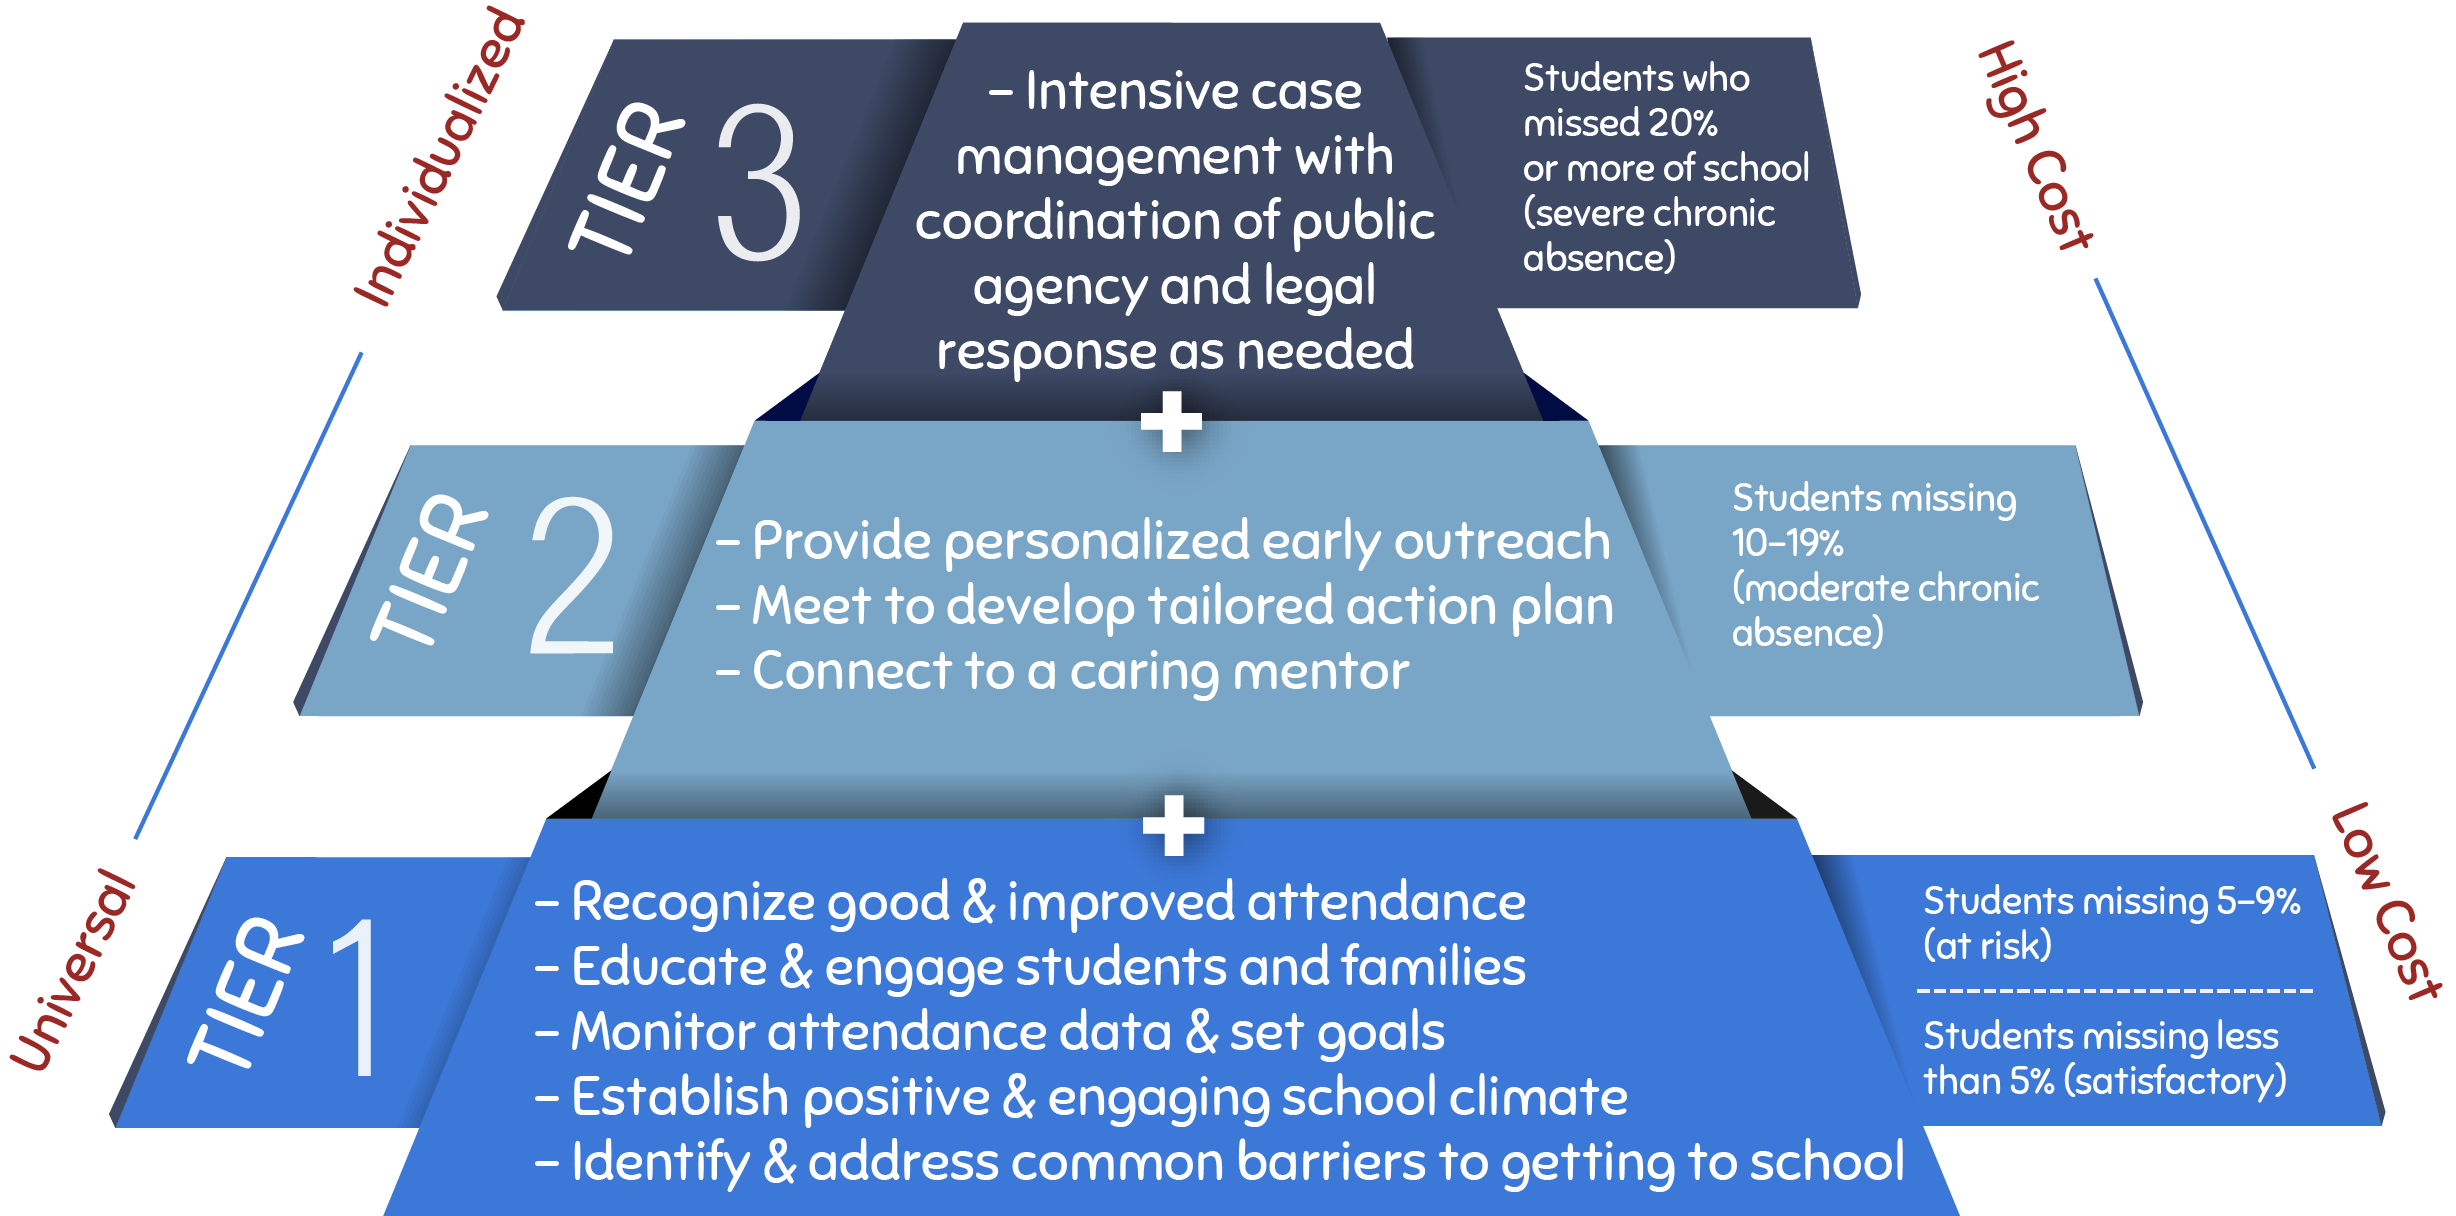 Individualized
High Cost
TIER 3
– Intensive case
management with
coordination of public
agency and legal
response as needed
Students who
missed 20%
or more of school
(severe chronic
absence)
+
TIER 2
– Provide personalized early outreach
– Meet to develop tailored action plan
– Connect to a caring mentor
Students missing
10–19%
(moderate chronic
absence)
+
Universal
Low Cost
TIER 1
– Recognize good & improved attendance
– Educate & engage students and families
– Monitor attendance data & set goals
– Establish positive & engaging school climate
– Identify & address common barriers to getting to school
Students missing 5–9%
(at risk)
Students missing less
than 5% (satisfactory)